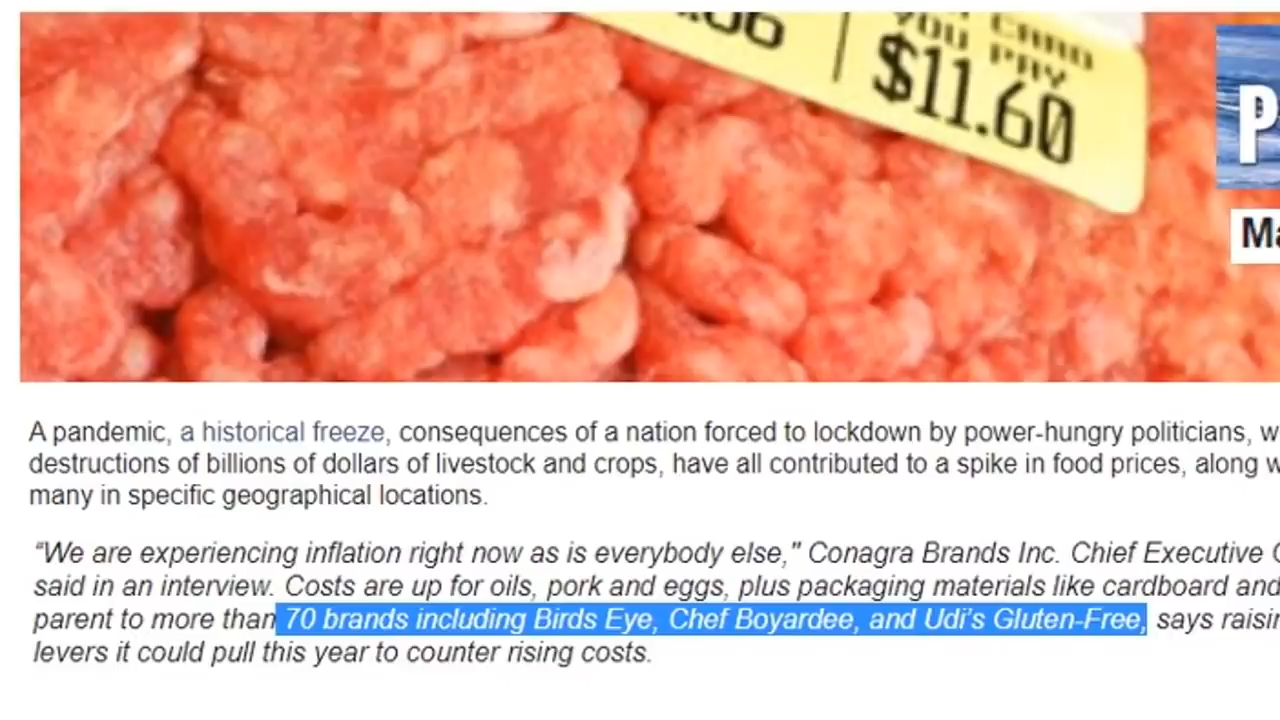 YOU PAY
$11.60
A pandemic, a historical freeze, consequences of a nation forced to lockdown by power-hungry politicians,
destructions of billions of dollars of livestock and crops, have all contributed to a spike in food prices, along
many in specific geographical locations.
“We are experiencing inflation right now as is everybody else," Conagra Brands Inc. Chief Executive
said in an interview. Costs are up for oils, pork and eggs, plus packaging materials like cardboard and
parent to more than 70 brands including Birds Eye, Chef Boyardee, and Udi’s Gluten-Free, says
levers it could pull this year to counter rising costs.